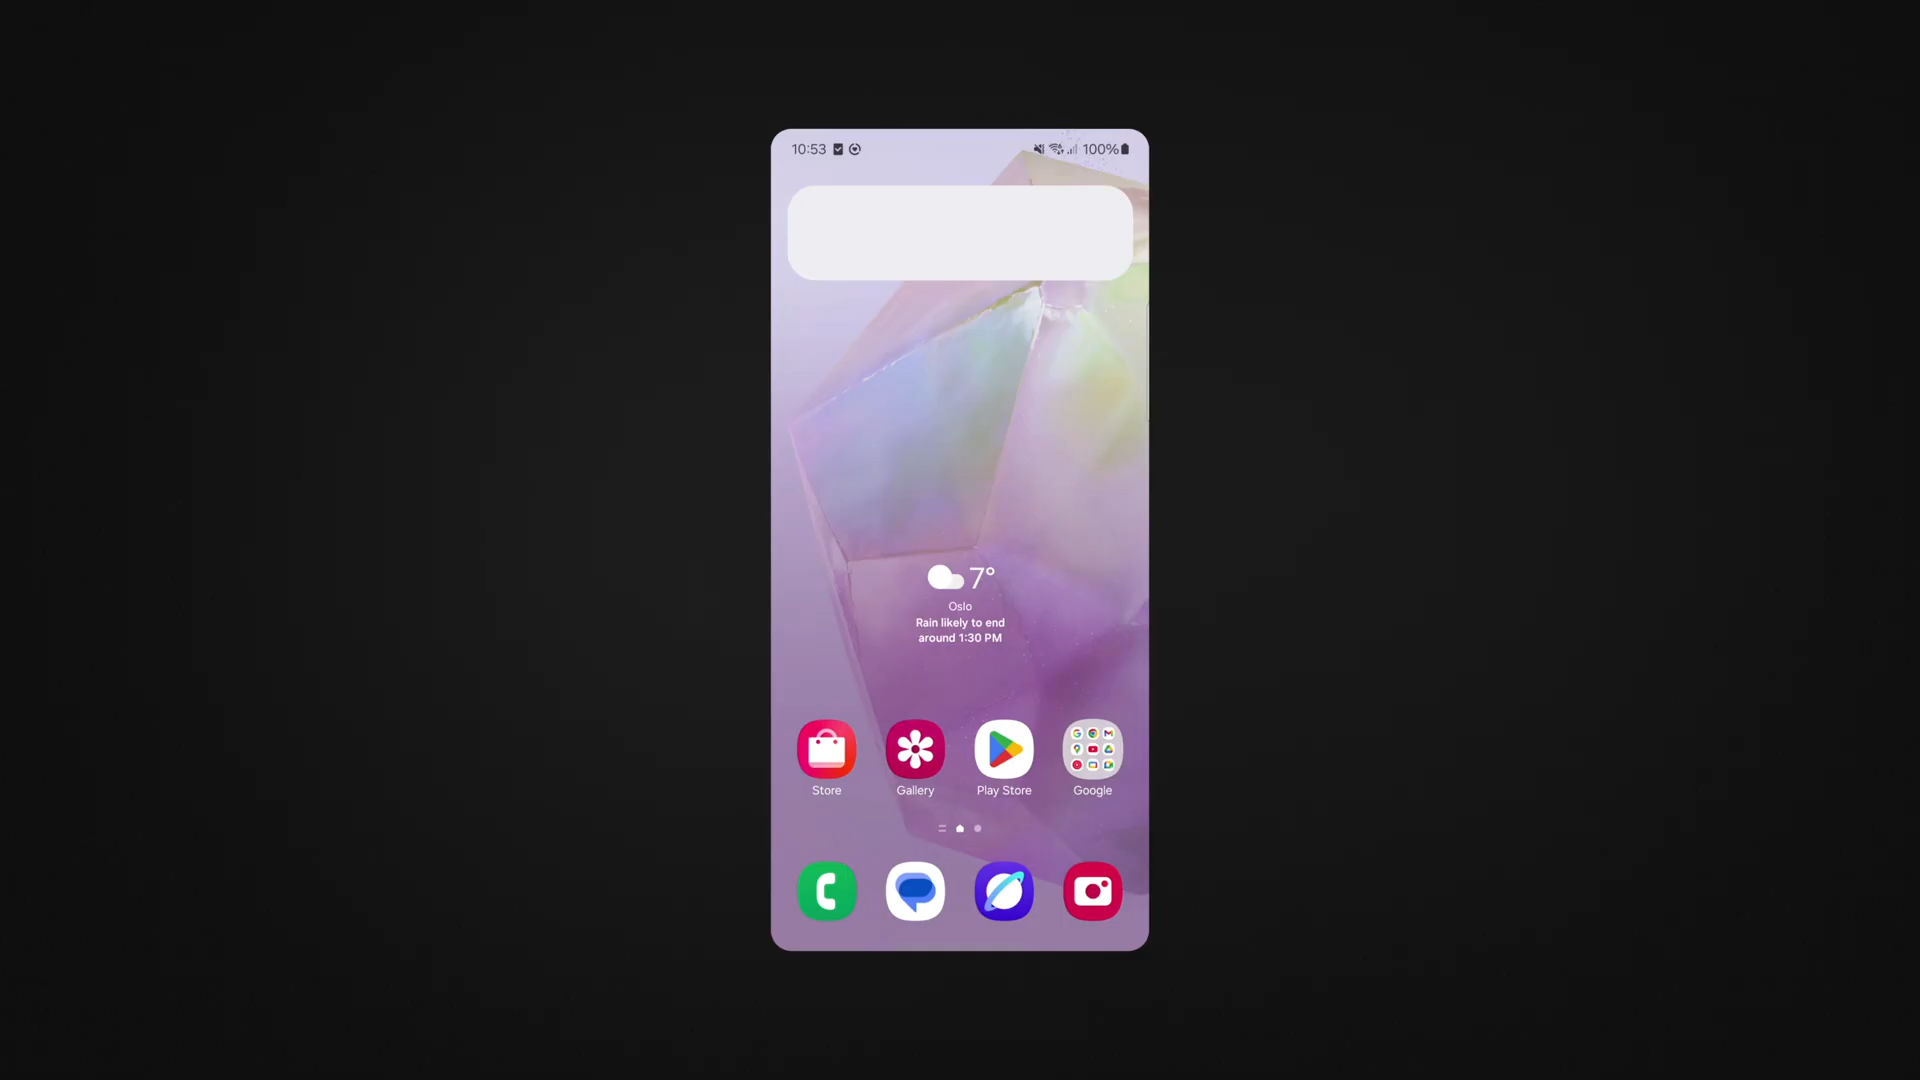 10:53 100%
7°
Oslo
Rain likely to end
around 1:30 PM
Store Gallery Play Store Google